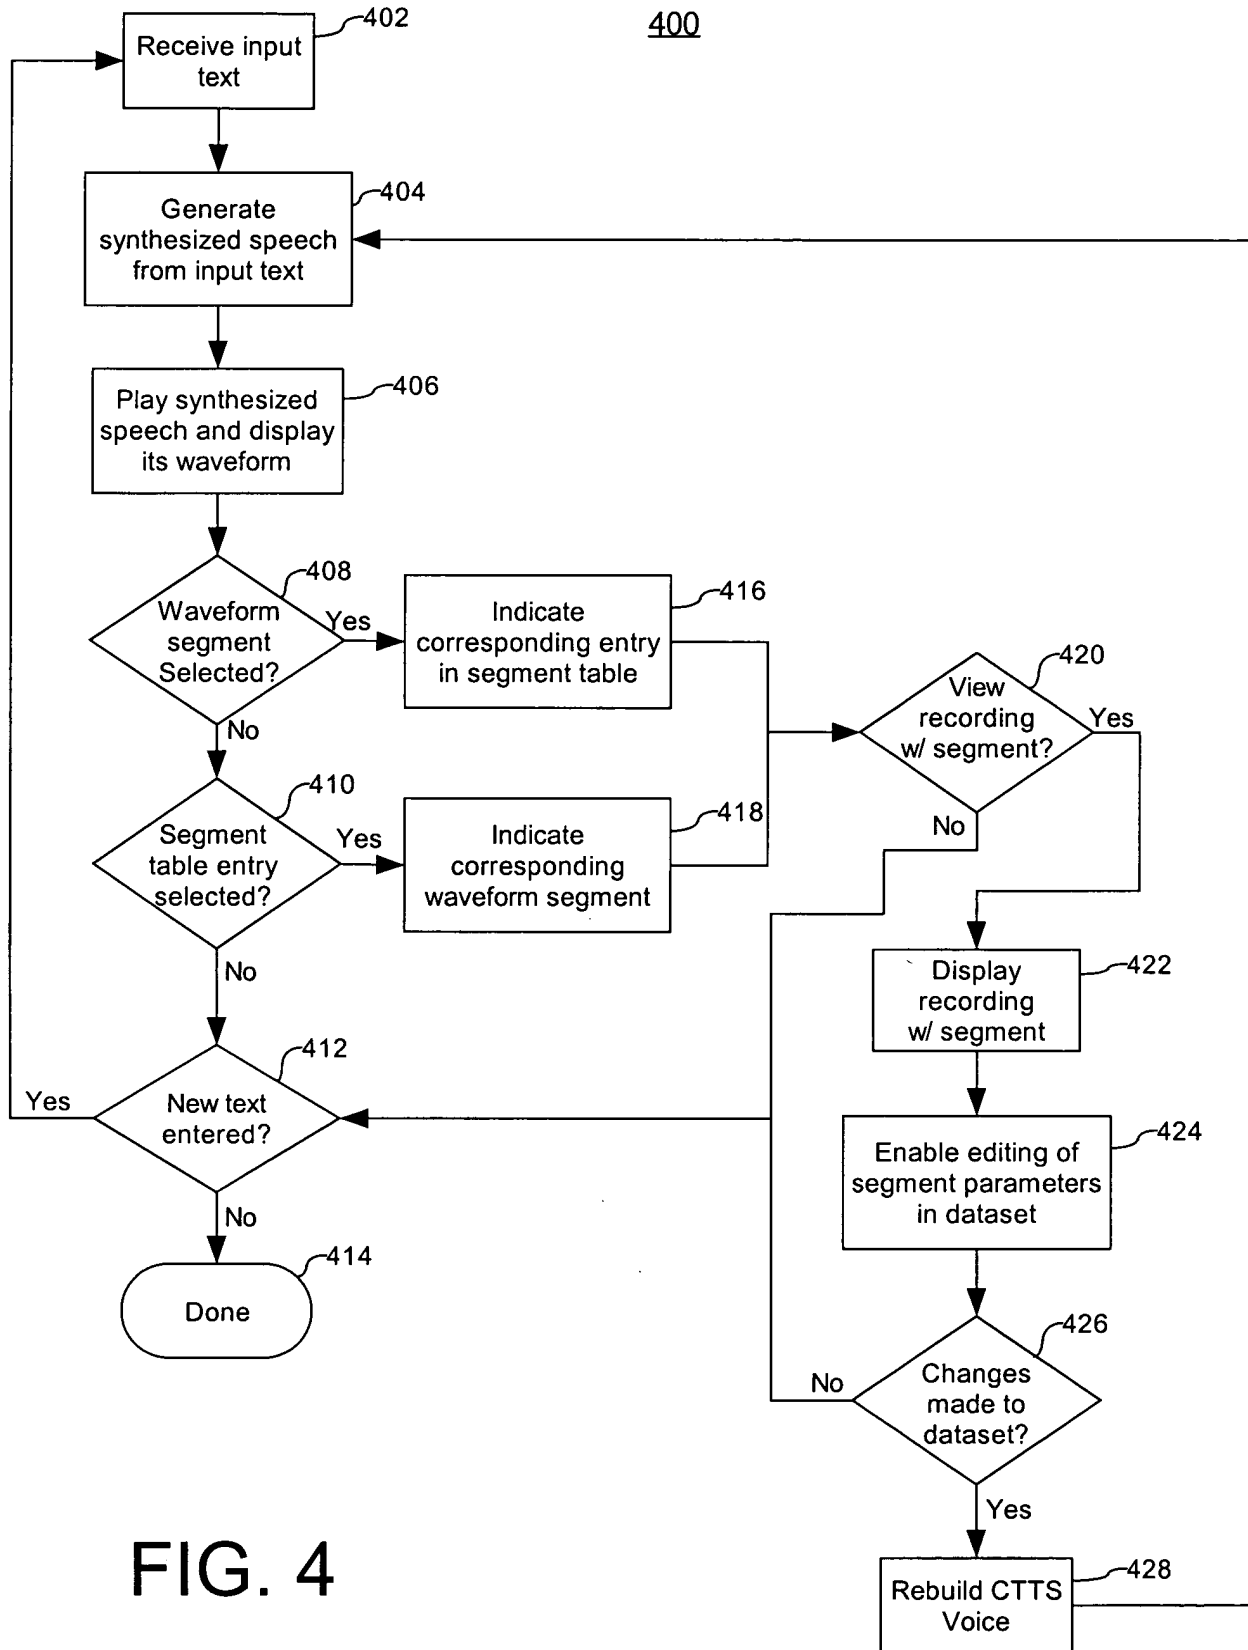 400
402
Receive input
text
404
Generate
synthesized speech
from input text
406
Play synthesized
speech and display
its waveform
408
Waveform
segment
Selected?
Yes
No
416
Indicate
corresponding entry
in segment table
410
Segment
table entry
selected?
Yes
No
418
Indicate
corresponding
waveform segment
420
View
recording
w/ segment?
Yes
No
422
Display
recording
w/ segment
412
New text
entered?
Yes
No
424
Enable editing of
segment parameters
in dataset
414
Done
426
Changes
made to
dataset?
No
Yes
428
Rebuild CTTS
Voice
FIG. 4